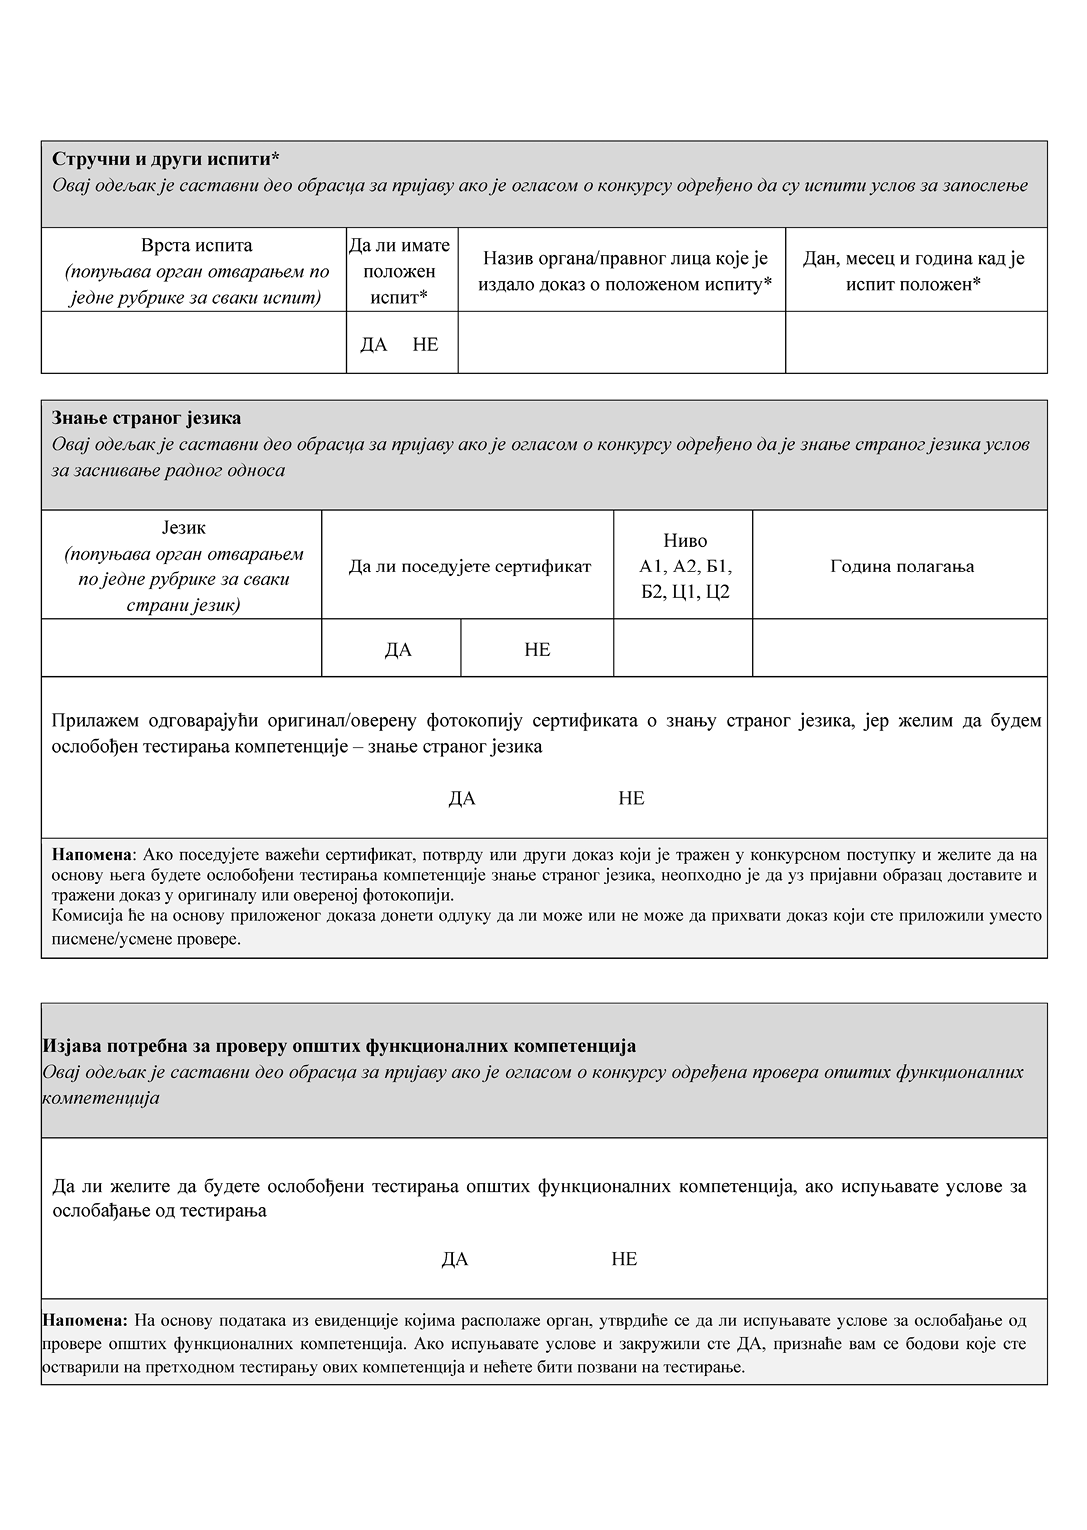 Стручни и други испити*
Овај одељак је саставни део обрасца за пријаву ако је огласом о конкурсу одређено да су испити услов за запослење
Врста испита
(попуњава орган отварањем по
једне рубрике за сваки испит)
Да ли имате
положен
испит*
Назив органа/правног лица које је
издало доказ о положеном испиту*
Дан, месец и година кад је
испит положен*
ДА НЕ
Знање страног језика
Овај одељак је саставни део обрасца за пријаву ако је огласом о конкурсу одређено да је знање страног језика услов
за заснивање радног односа
Језик
(попуњава орган отварањем
по једне рубрике за сваки
страни језик)
Да ли поседујете сертификат
Ниво
А1, А2, Б1,
Б2, Ц1, Ц2
Година полагања
ДА НЕ
Прилажем одговарајући оригинал/оверену фотокопију сертификата о знању страног језика, јер желим да будем
ослобођен тестирања компетенције – знање страног језика
ДА НЕ
Напомена: Ако поседујете важећи сертификат, потврду или други доказ који је тражен у конкурсном поступку и желите да на
основу њега будете ослобођени тестирања компетенције знање страног језика, неопходно је да уз пријавни образац доставите и
тражени доказ у оригиналу или овереној фотокопији.
Комисија ће на основу приложеног доказа донети одлуку да ли може или не може да прихвати доказ који сте приложили уместо
писмене/усмене провере.
Изјава потребна за проверу општих функционалних компетенција
Овај одељак је саставни део обрасца за пријаву ако је огласом о конкурсу одређена провера општих функционалних
компетенција
Да ли желите да будете ослобођени тестирања општих функционалних компетенција, ако испуњавате услове за
ослобађање од тестирања
ДА НЕ
Напомена: На основу података из евиденције којима располаже орган, утврдиће се да ли испуњавате услове за ослобађање од
провере општих функционалних компетенција. Ако испуњавате услове и закружили сте ДА, признаће вам се бодови које сте
остварили на претходном тестирању ових компетенција и нећете бити позвани на тестирање.